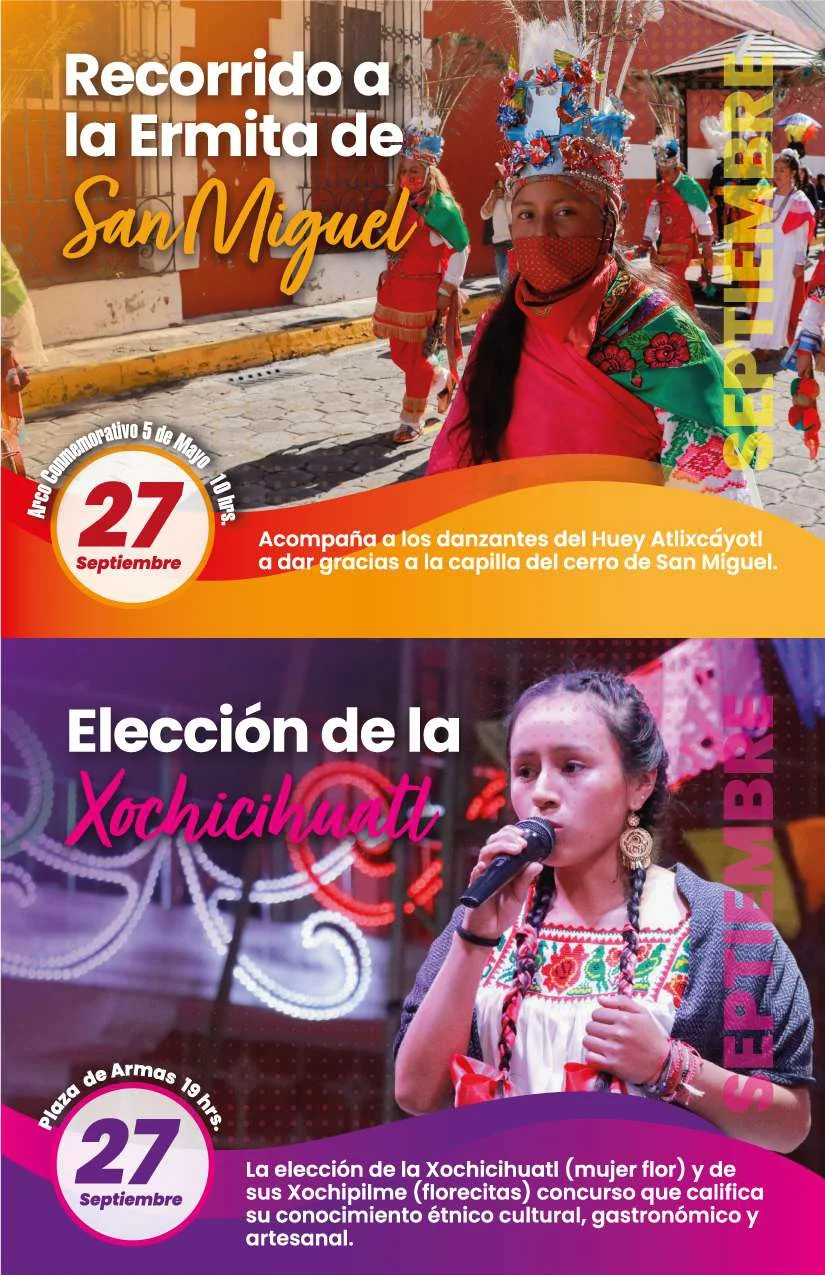 Recorrido a
la Ermita de
San Miguel
SEPTIEMBRE
Arco Conmemorativo 5 de Mayo 10 hrs.
27
Septiembre
Acompaña a los danzantes del Huey Atlixcáyotl
a dar gracias a la capilla del cerro de San Miguel.
Elección de la
Xochicihuatl
SEPTIEMBRE
Plaza de Armas 19 hrs.
27
Septiembre
La elección de la Xochicihuatl (mujer flor) y de
sus Xochipilme (florecitas) concurso que califica
su conocimiento étnico cultural, gastronómico y
artesanal.